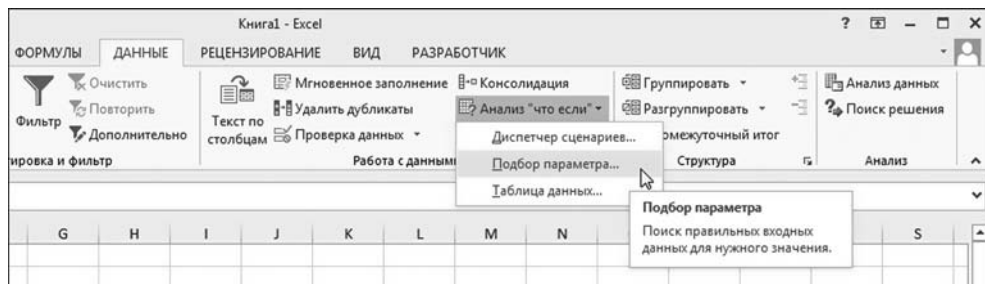 Книга1 - Excel
?
ФОРМУЛЫ ДАННЫЕ РЕЦЕНЗИРОВАНИЕ ВИД РАЗРАБОТЧИК
Фильтр
Очистить
Повторить
Дополнительно
ировка и фильтр
Текст по
столбцам
Мгновенное заполнение
Удалить дубликаты
Проверка данных
Консолидация
Анализ "что если"
Работа с данными
Диспетчер сценариев...
Подбор параметра...
Таблица данных...
Группировать
Разгруппировать
омежуточный итог
Структура
Анализ данных
Поиск решения
Анализ
Подбор параметра
Поиск правильных входных
данных для нужного значения.
G H I J K L M N S